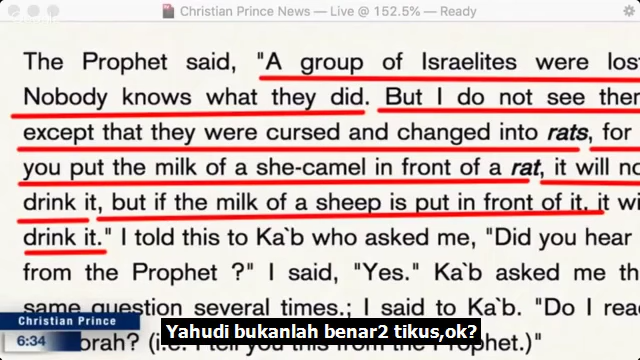 Christian Prince News — Live @ 152.5% — Ready
The Prophet said, "A group of Israelites were los
Nobody knows what they did. But I do not see the
except that they were cursed and changed into rats, for
you put the milk of a she-camel in front of a rat, it will no
drink it, but if the milk of a sheep is put in front of it, it wi
drink it." I told this to Ka`b who asked me, "Did you hear
from the Prophet ?" I said, "Yes." Ka`b asked me th
same question several times.; I said to Ka`b. "Do I rea
Christian Prince
6:34
Yahudi bukanlah benar2 tikus,ok?
orah? (i.e. I tell you this from the Prophet.)"